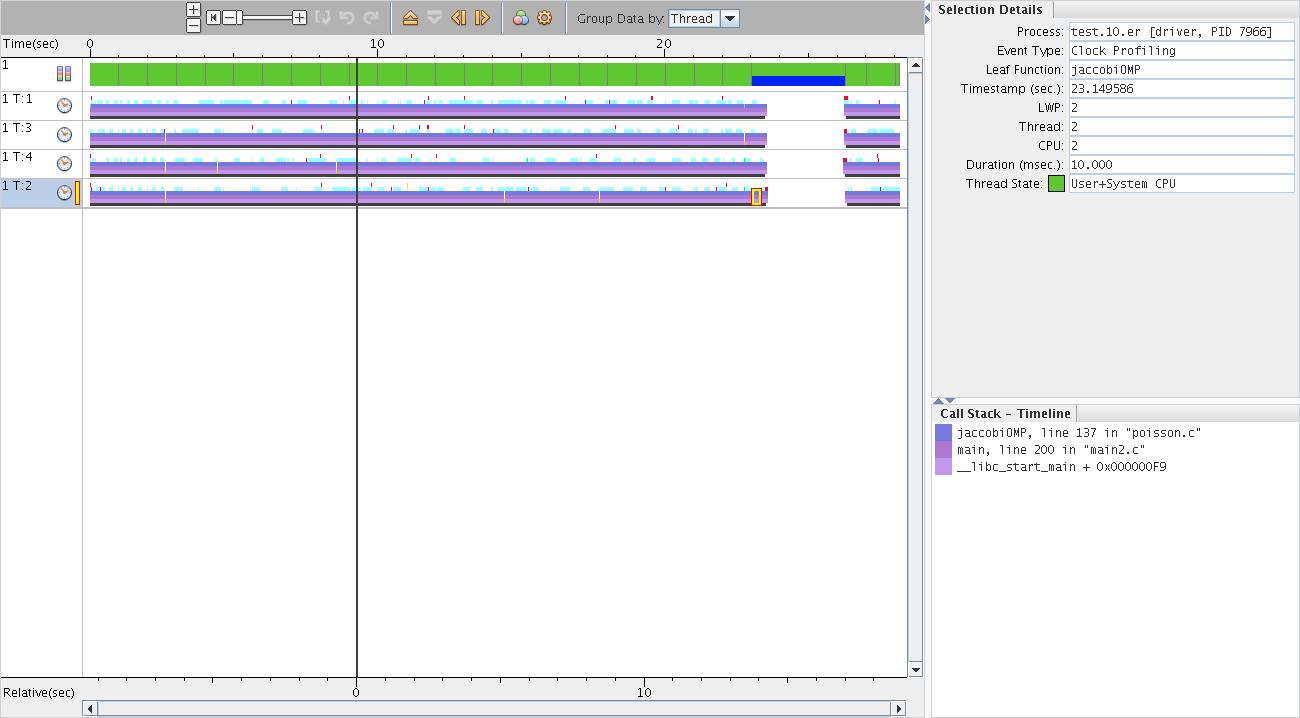 Group Data by: Thread
Time(sec) 0 10 20
1
1 T:1
1 T:3
1 T:4
1 T:2
Relative(sec) 0 10
Selection Details
Process: test.10.er [driver, PID 7966]
Event Type: Clock Profiling
Leaf Function: jaccobiOMP
Timestamp (sec.): 23.149586
LWP: 2
Thread: 2
CPU: 2
Duration (msec.): 10.000
Thread State: User+System CPU
Call Stack - Timeline
jaccobiOMP, line 137 in "poisson.c"
main, line 200 in "main2.c"
__libc_start_main + 0x000000F9